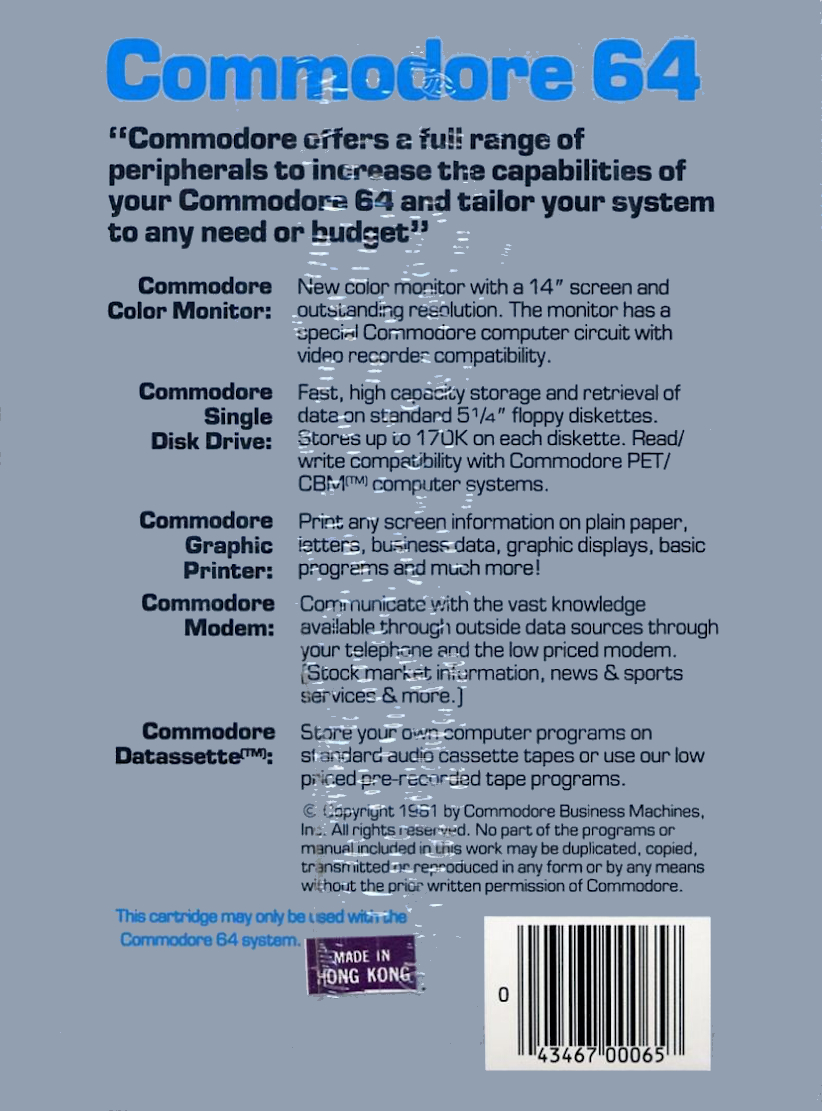 Commodore 64
“Commodore offers a full range of
peripherals to increase the capabilities of
your Commodore 64 and tailor your system
to any need or budget”
Commodore
Color Monitor:
New color monitor with a 14” screen and
outstanding resolution. The monitor has a
special Commodore computer circuit with
video recorder compatibility.
Commodore
Single
Disk Drive:
Fast, high capacity storage and retrieval of
data on standard 5¼” floppy diskettes.
Stores up to 170K on each diskette. Read/
write compatibility with Commodore PET/
CBM(TM) computer systems.
Commodore
Graphic
Printer:
Print any screen information on plain paper,
letters, business data, graphic displays, basic
programs and much more!
Commodore
Modem:
Communicate with the vast knowledge
available through outside data sources through
your telephone and the low priced modem.
(Stock market information, news & sports
services & more.)
Commodore
Datassette(TM):
Store your own computer programs on
standard audio cassette tapes or use our low
priced pre-recorded tape programs.
© Copyright 1981 by Commodore Business Machines,
Inc. All rights reserved. No part of the programs or
manual included in this work may be duplicated, copied,
transmitted or reproduced in any form or by any means
without the prior written permission of Commodore.
This cartridge may only be used with the
Commodore 64 system.
MADE IN
HONG KONG
0
43467 00065